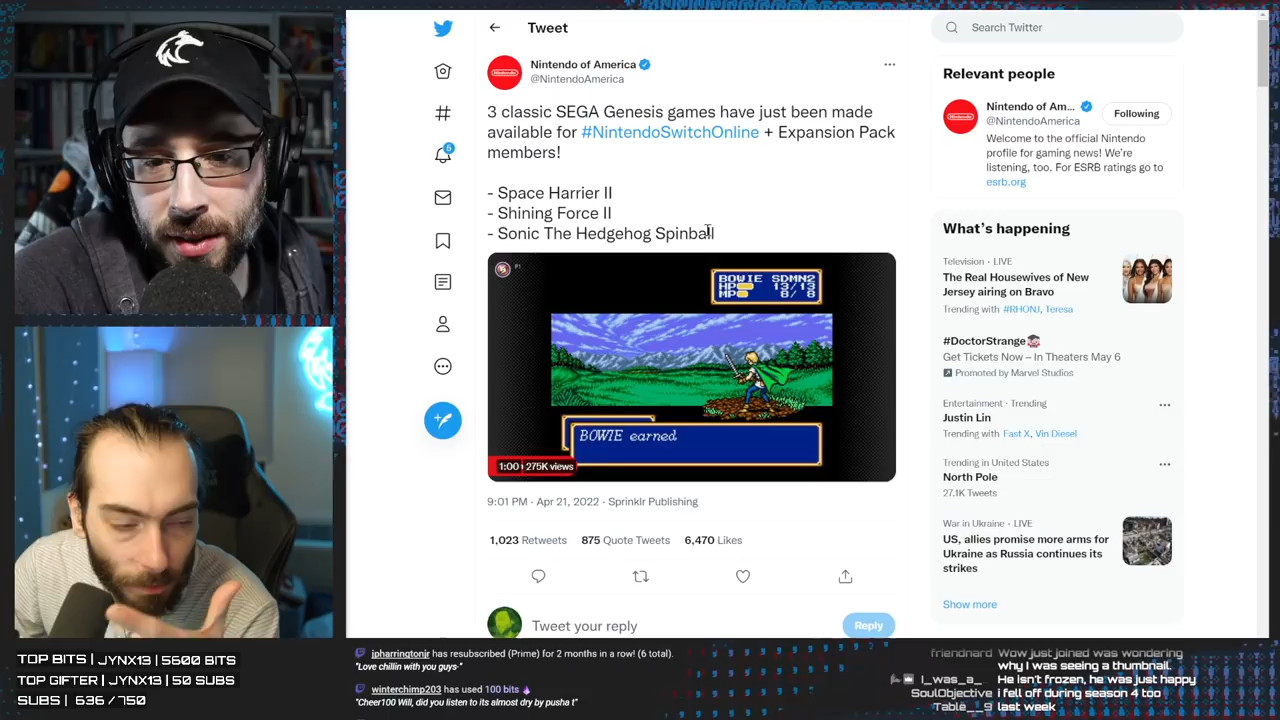 Tweet
Nintendo of America
@NintendoAmerica
3 classic SEGA Genesis games have just been made
available for #NintendoSwitchOnline + Expansion Pack
members!
- Space Harrier II
- Shining Force II
- Sonic The Hedgehog Spinball
P1
BOWIE SDMN2
HP 13/13
MP 8/ 8
BOWIE earned
1:00 275K views
9:01 PM · Apr 21, 2022 · Sprinklr Publishing
1,023 Retweets 875 Quote Tweets 6,470 Likes
Tweet your reply
Reply
5
Search Twitter
Relevant people
Nintendo of Am...
@NintendoAmerica
Following
Welcome to the official Nintendo
profile for gaming news! We're
listening, too. For ESRB ratings go to
esrb.org
What's happening
Television · LIVE
The Real Housewives of New
Jersey airing on Bravo
Trending with #RHONJ, Teresa
#DoctorStrange
Get Tickets Now – In Theaters May 6
Promoted by Marvel Studios
Entertainment · Trending
Justin Lin
Trending with Fast X, Vin Diesel
Trending in United States
North Pole
27.1K Tweets
War in Ukraine · LIVE
US, allies promise more arms for
Ukraine as Russia continues its
strikes
Show more
TOP BITS | JYNX13 | 5600 BITS
TOP GIFTER | JYNX13 | 50 SUBS
SUBS | 636 / 750
jpharringtonjr has resubscribed (Prime) for 2 months in a row! (6 total).
"Love chillin with you guys-"
winterchimp203 has used 100 bits
"Cheer100 Will, did you listen to its almost dry by pusha t!"
friendnard Wow just joined was wondering
why I was seeing a thumbnail.
I_was_a_ He isn't frozen, he was just happy
SoulObjective i fell off during season 4 too
Table__9 last week